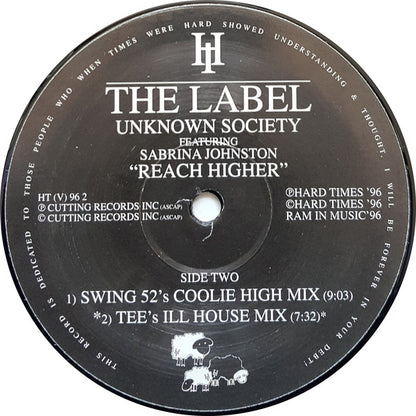 THIS RECORD IS DEDICATED TO THOSE PEOPLE WHO WHEN TIMES WERE HARD SHOWED UNDERSTANDING & THOUGHT, I WILL BE FOREVER IN YOUR DEBT!
HT
THE LABEL
UNKNOWN SOCIETY
FEATURING
SABRINA JOHNSTON
“REACH HIGHER”
HT (V) 96 2
℗ CUTTING RECORDS INC (ASCAP)
© CUTTING RECORDS INC (ASCAP)
℗HARD TIMES '96
©HARD TIMES '96
RAM IN MUSIC'96
SIDE TWO
1) SWING 52's COOLIE HIGH MIX (9:03)
*2) TEE's ILL HOUSE MIX (7:32)*